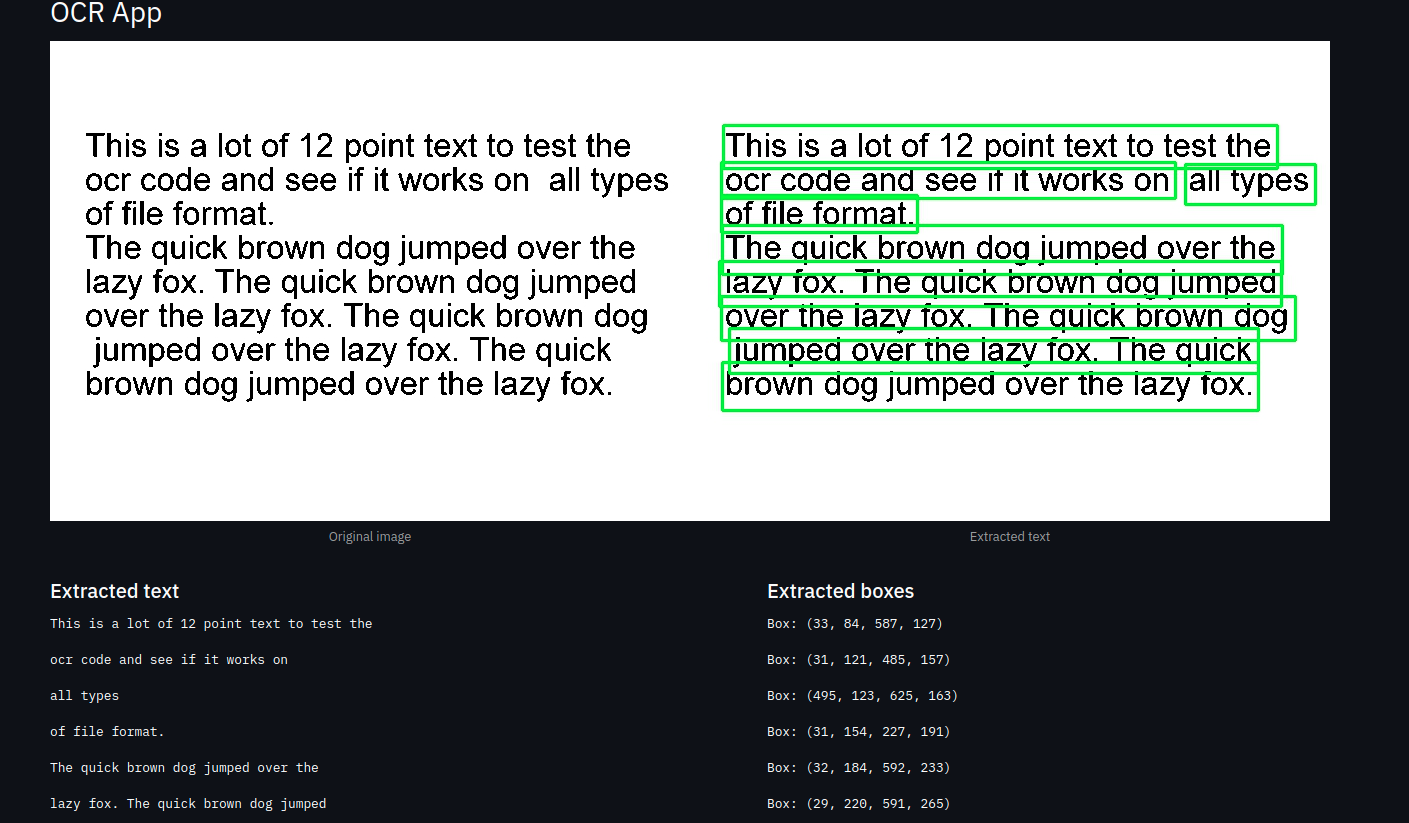 OCR App
This is a lot of 12 point text to test the
ocr code and see if it works on  all types
of file format.
The quick brown dog jumped over the
lazy fox. The quick brown dog jumped
over the lazy fox. The quick brown dog
jumped over the lazy fox. The quick
brown dog jumped over the lazy fox.
This is a lot of 12 point text to test the
ocr code and see if it works on  all types
of file format.
The quick brown dog jumped over the
lazy fox. The quick brown dog jumped
over the lazy fox. The quick brown dog
jumped over the lazy fox. The quick
brown dog jumped over the lazy fox.
Original image
Extracted text
Extracted text
This is a lot of 12 point text to test the
ocr code and see if it works on
all types
of file format.
The quick brown dog jumped over the
lazy fox. The quick brown dog jumped
Extracted boxes
Box: (33, 84, 587, 127)
Box: (31, 121, 485, 157)
Box: (495, 123, 625, 163)
Box: (31, 154, 227, 191)
Box: (32, 184, 592, 233)
Box: (29, 220, 591, 265)